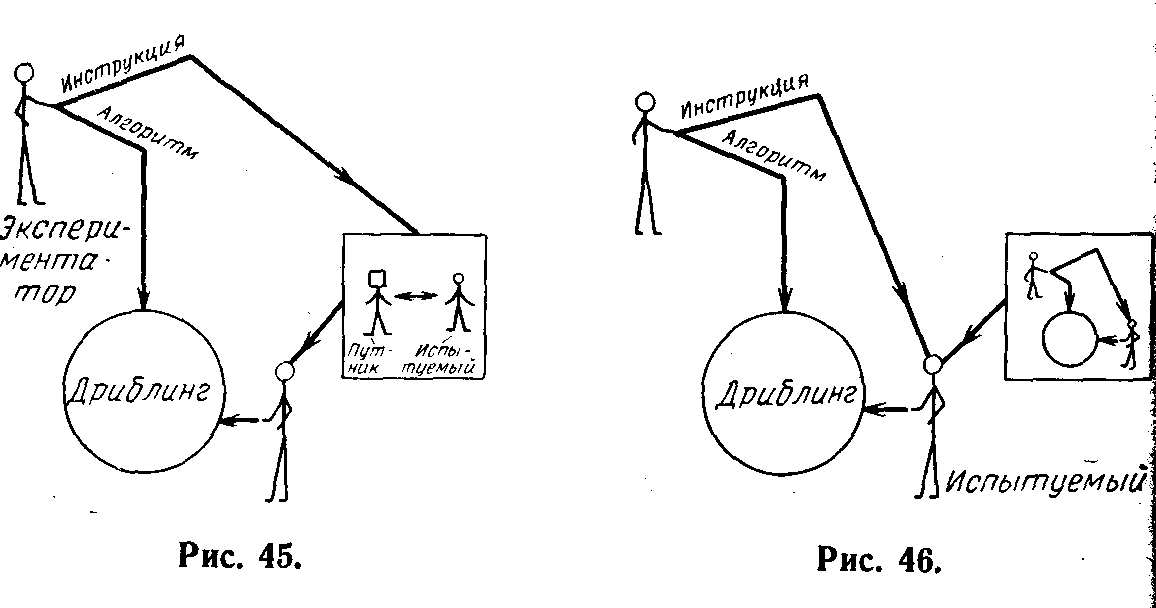 Инструкция
Алгоритм
Экспери-
мента-
тор
Дриблинг
Пут-
ник
Испы-
туемый
Рис. 45.
Инструкция
Алгоритм
Дриблинг
Испытуемый
Рис. 46.